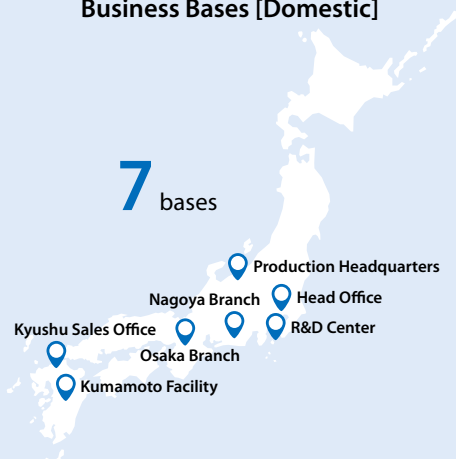 Business Bases [Domestic]
7 bases
Production Headquarters
Nagoya Branch
Head Office
Kyushu Sales Office
R&D Center
Osaka Branch
Kumamoto Facility